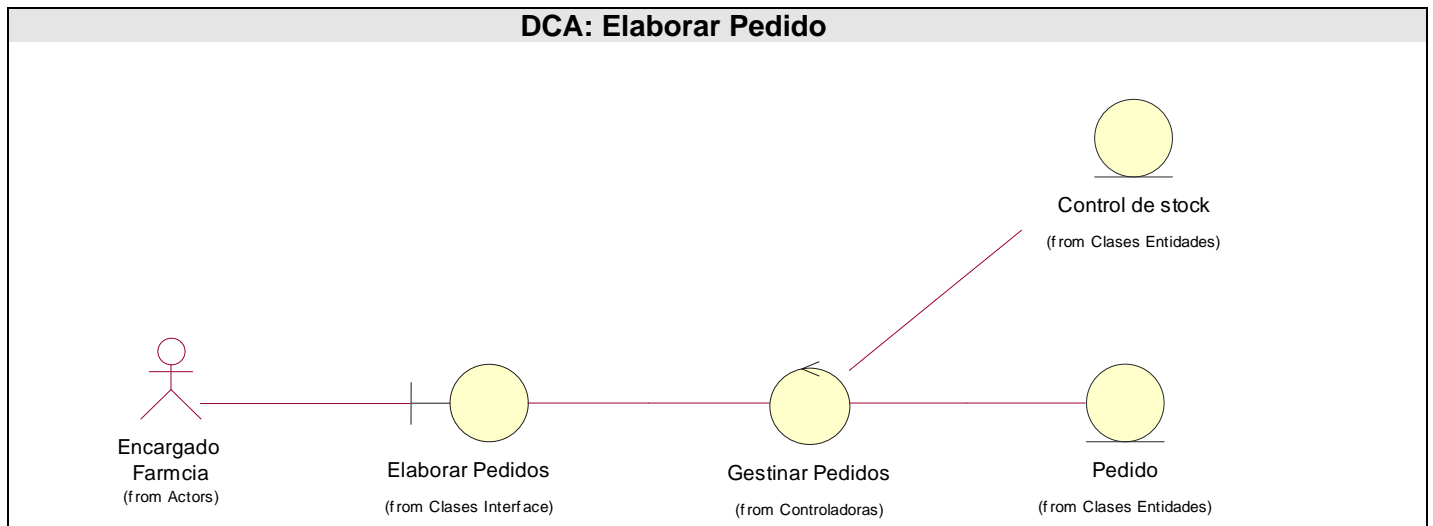 DCA: Elaborar Pedido
Control de stock
(from Clases Entidades)
Encargado
Farmcia
(from Actors)
Elaborar Pedidos
(from Clases Interface)
Gestinar Pedidos
(from Controladoras)
Pedido
(from Clases Entidades)